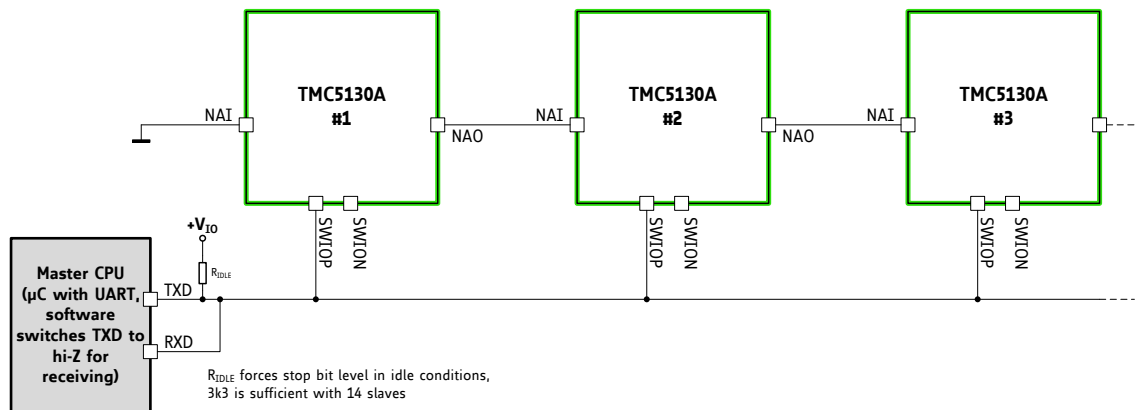 TMC5130A
#1
TMC5130A
#2
TMC5130A
#3
NAI
NAO
NAI
NAO
NAI
SWIOP
SWION
SWIOP
SWION
SWIOP
SWION
+VIO
RIDLE
Master CPU
(µC with UART,
software
switches TXD to
hi-Z for
receiving)
TXD
RXD
RIDLE forces stop bit level in idle conditions,
3k3 is sufficient with 14 slaves